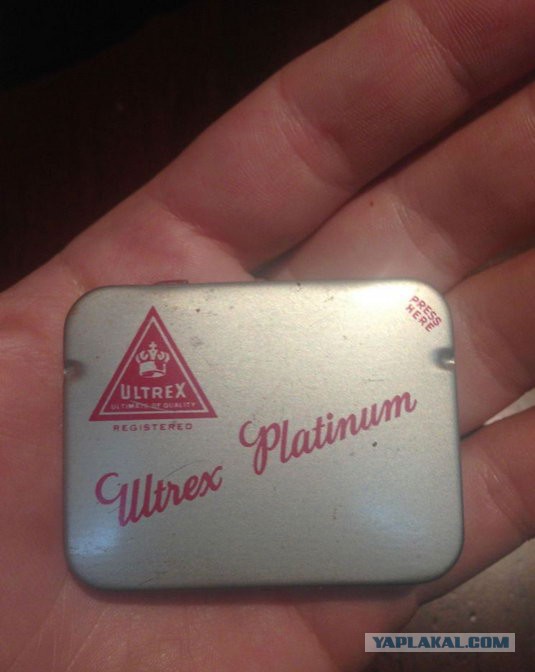 PRESS
HERE
ULTREX
ULTIMATE OF QUALITY
REGISTERED
Ultrex Platinum
YAPLAKAL.COM